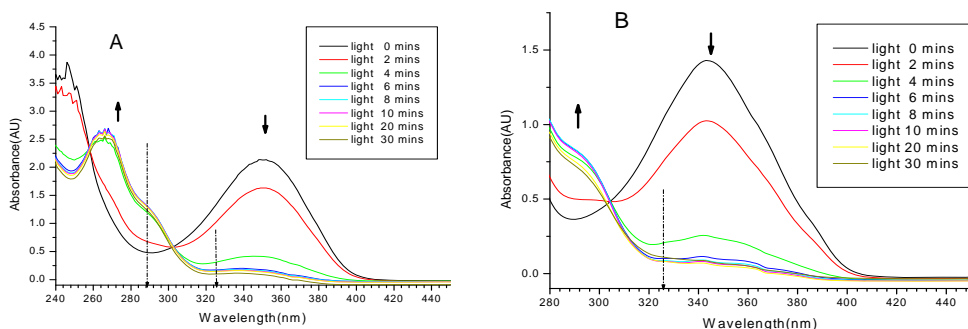 A
Absorbance(AU)
4.5
4.0
3.5
3.0
2.5
2.0
1.5
1.0
0.5
0.0
240 260 280 300 320 340 360 380 400 420 440
Wavelength(nm)
light 0 mins
light 2 mins
light 4 mins
light 6 mins
light 8 mins
light 10 mins
light 20 mins
light 30 mins
B
Absorbance(AU)
1.5
1.0
0.5
0.0
280 300 320 340 360 380 400 420 440
Wavelength(nm)
light 0 mins
light 2 mins
light 4 mins
light 6 mins
light 8 mins
light 10 mins
light 20 mins
light 30 mins